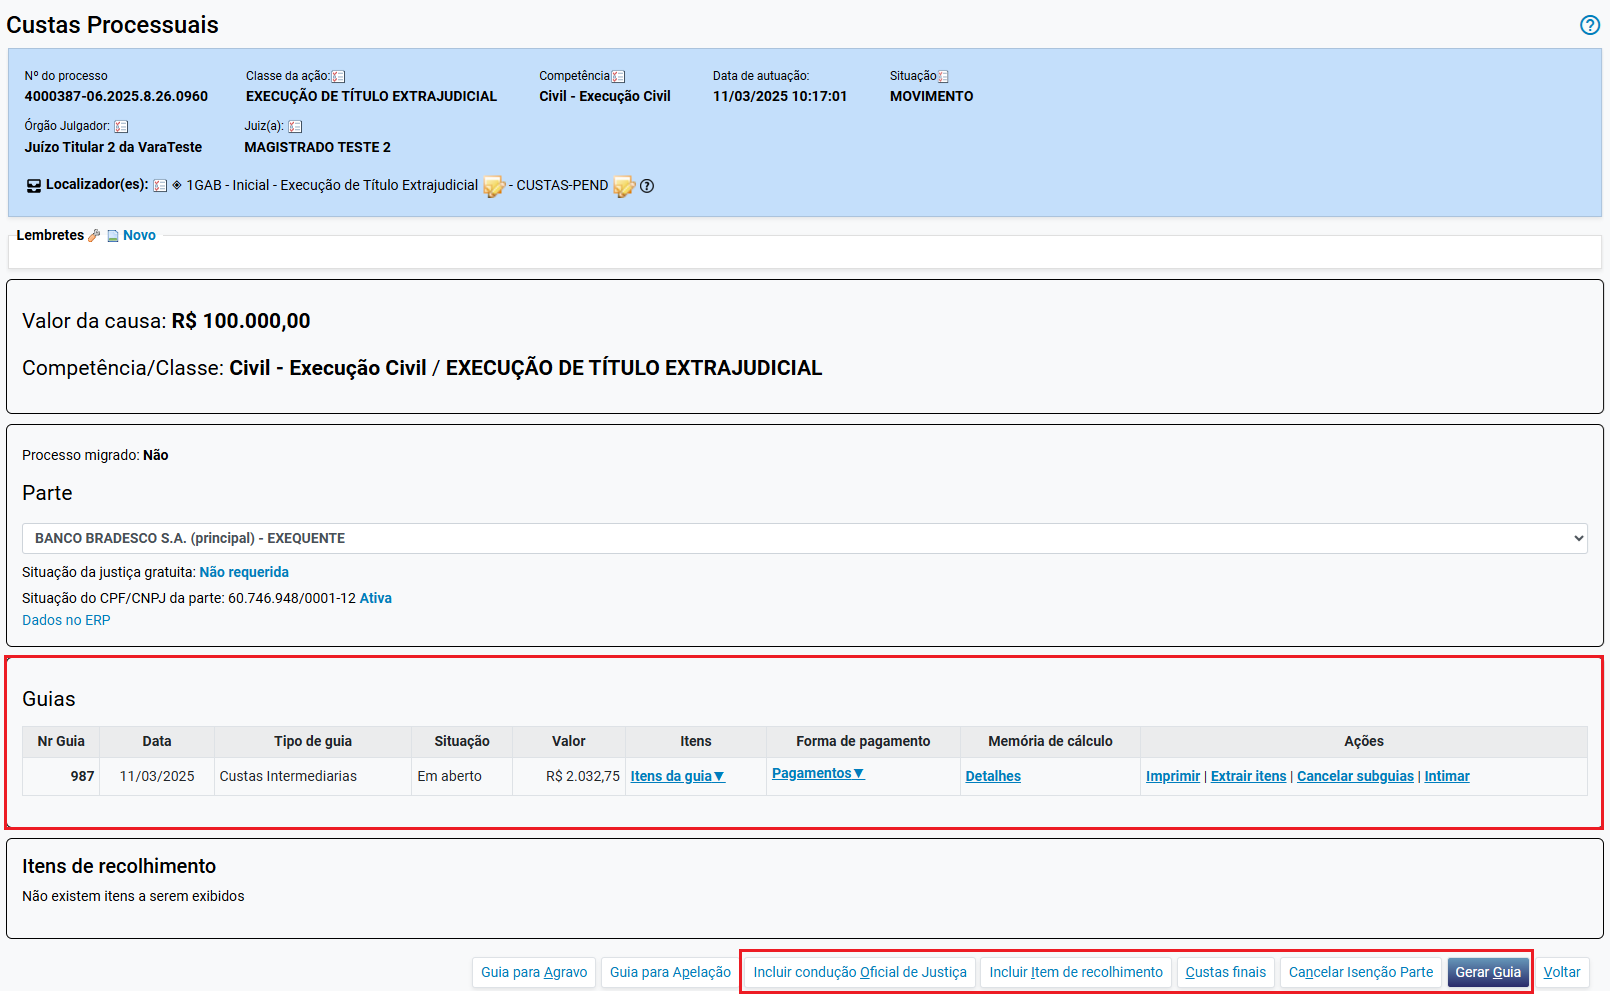 Custas Processuais
Nº do processo
4000387-06.2025.8.26.0960
Classe da ação:
EXECUÇÃO DE TÍTULO EXTRAJUDICIAL
Competência
Civil - Execução Civil
Data de autuação:
11/03/2025 10:17:01
Situação
MOVIMENTO
Órgão Julgador:
Juízo Titular 2 da VaraTeste
Juiz(a):
MAGISTRADO TESTE 2
Localizador(es): 1GAB - Inicial - Execução de Título Extrajudicial - CUSTAS-PEND
Lembretes Novo
Valor da causa: R$ 100.000,00
Competência/Classe: Civil - Execução Civil / EXECUÇÃO DE TÍTULO EXTRAJUDICIAL
Processo migrado: Não
Parte
BANCO BRADESCO S.A. (principal) - EXEQUENTE
Situação da justiça gratuita: Não requerida
Situação do CPF/CNPJ da parte: 60.746.948/0001-12 Ativa
Dados no ERP
Guias
Nr Guia Data Tipo de guia Situação Valor Itens Forma de pagamento Memória de cálculo Ações
987 11/03/2025 Custas Intermediarias Em aberto R$ 2.032,75 Itens da guia▼ Pagamentos▼ Detalhes Imprimir | Extrair itens | Cancelar subguias | Intimar
Itens de recolhimento
Não existem itens a serem exibidos
Guia para Agravo Guia para Apelação Incluir condução Oficial de Justiça Incluir Item de recolhimento Custas finais Cancelar Isenção Parte Gerar Guia Voltar